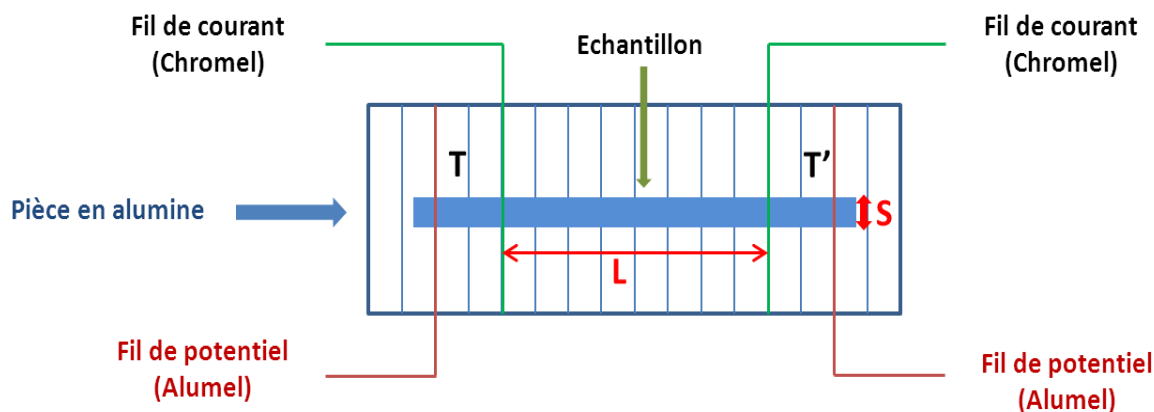 Fil de courant
(Chromel)
Echantillon
Fil de courant
(Chromel)
T
T’
Pièce en alumine
S
L
Fil de potentiel
(Alumel)
Fil de potentiel
(Alumel)